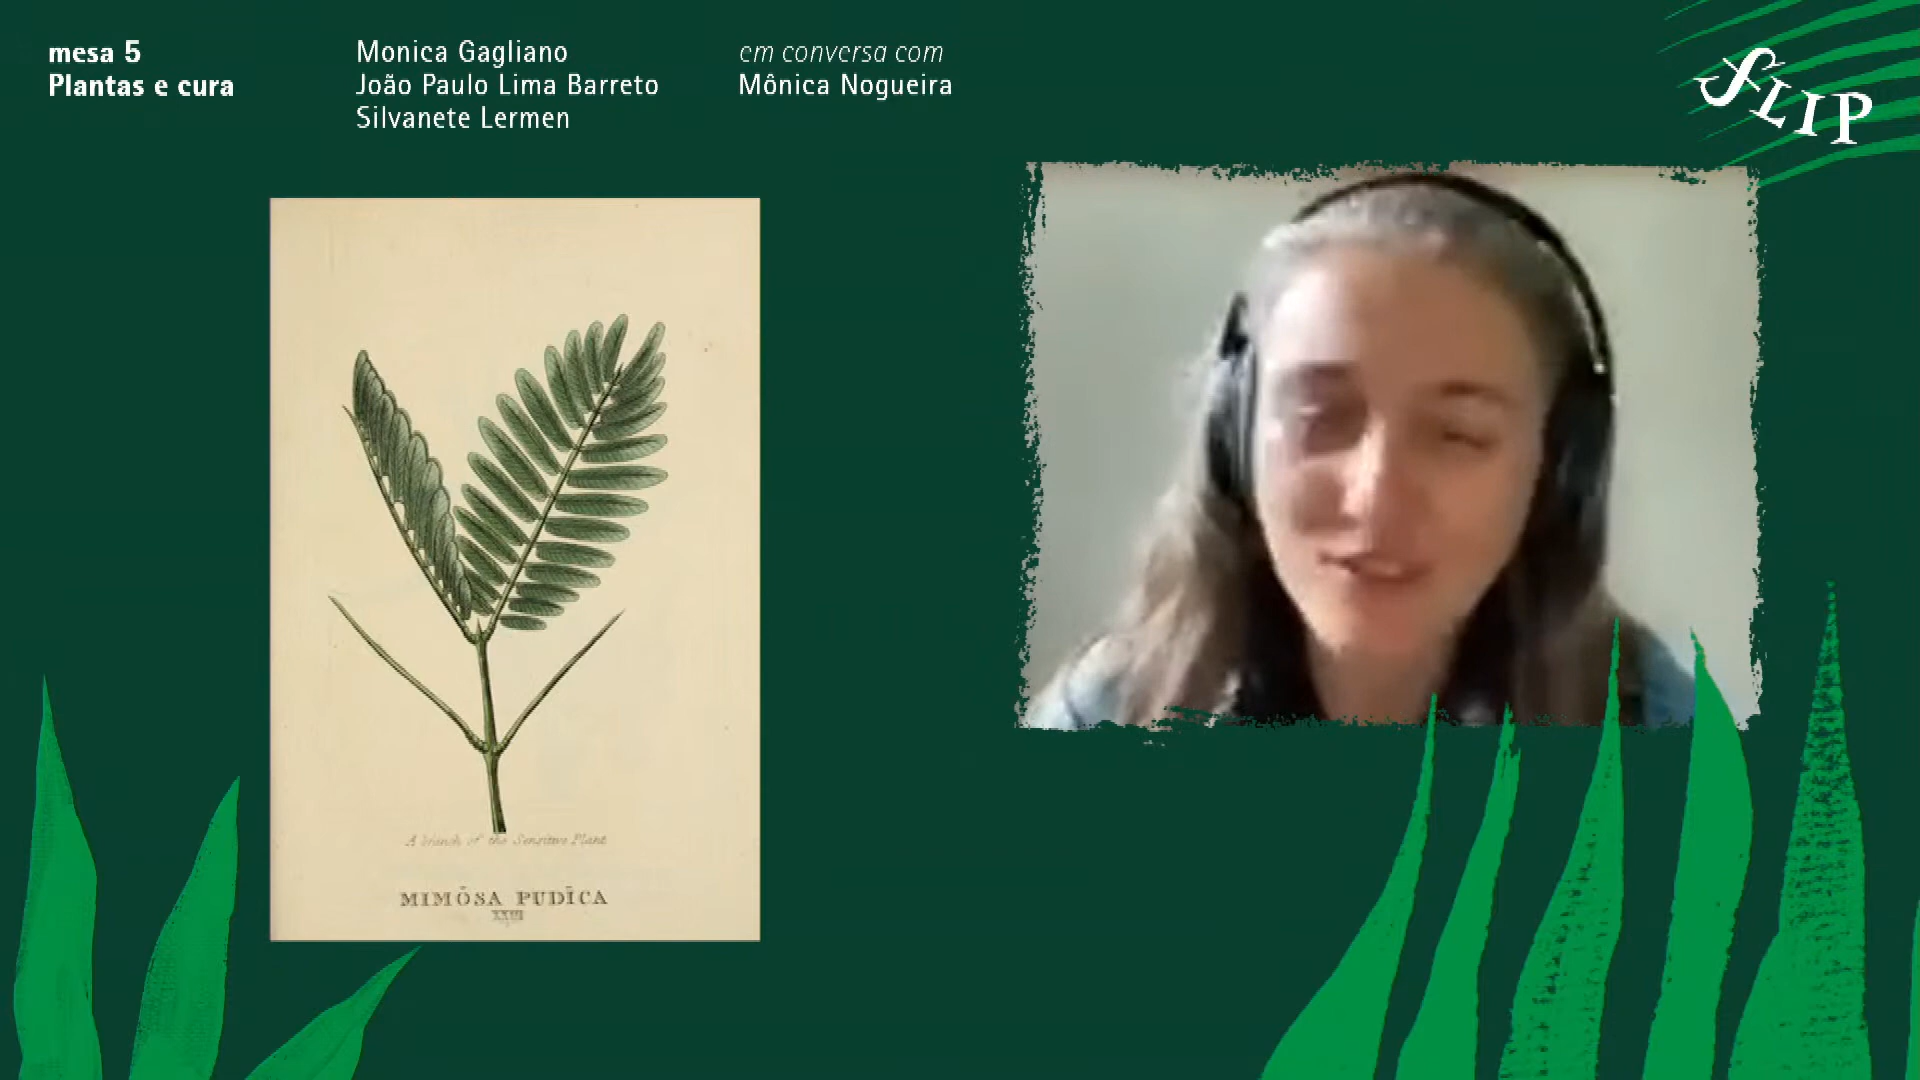 mesa 5
Plantas e cura
Monica Gagliano
João Paulo Lima Barreto
Silvanete Lermen
em conversa com
Mônica Nogueira
FLIP
A branch of the Sensitive Plant
MIMŌSA PUDĪCA
XXIII